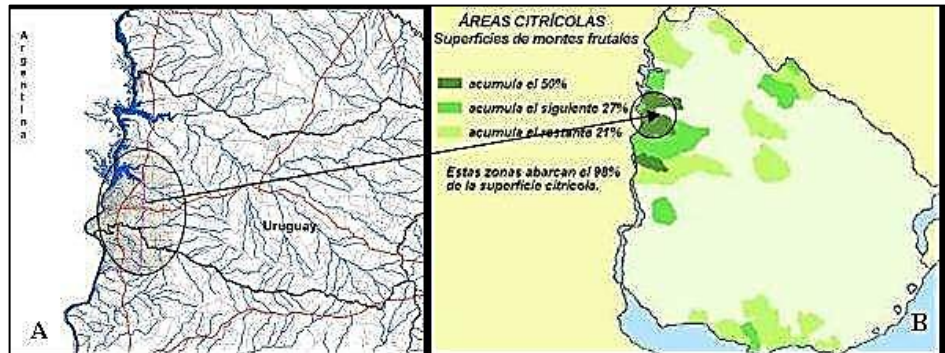 Argentina
Uruguay
A
ÁREAS CITRÍCOLAS
Superficies de montes frutales
acumula el 50%
acumula el siguiente 27%
acumula el restante 21%
Estas zonas abarcan el 98%
de la superficie citrícola.
B